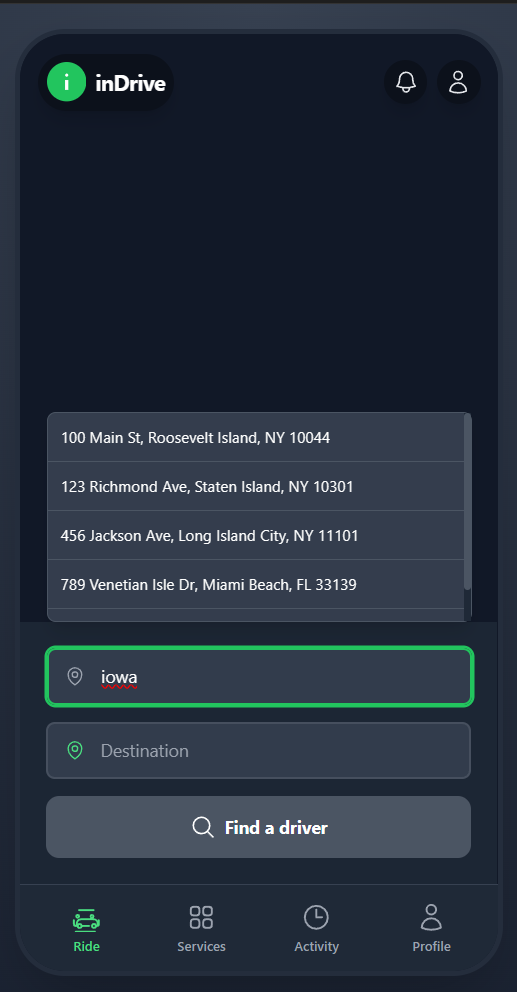 i inDrive
100 Main St, Roosevelt Island, NY 10044
123 Richmond Ave, Staten Island, NY 10301
456 Jackson Ave, Long Island City, NY 11101
789 Venetian Isle Dr, Miami Beach, FL 33139
iowa
Destination
Find a driver
Ride Services Activity Profile